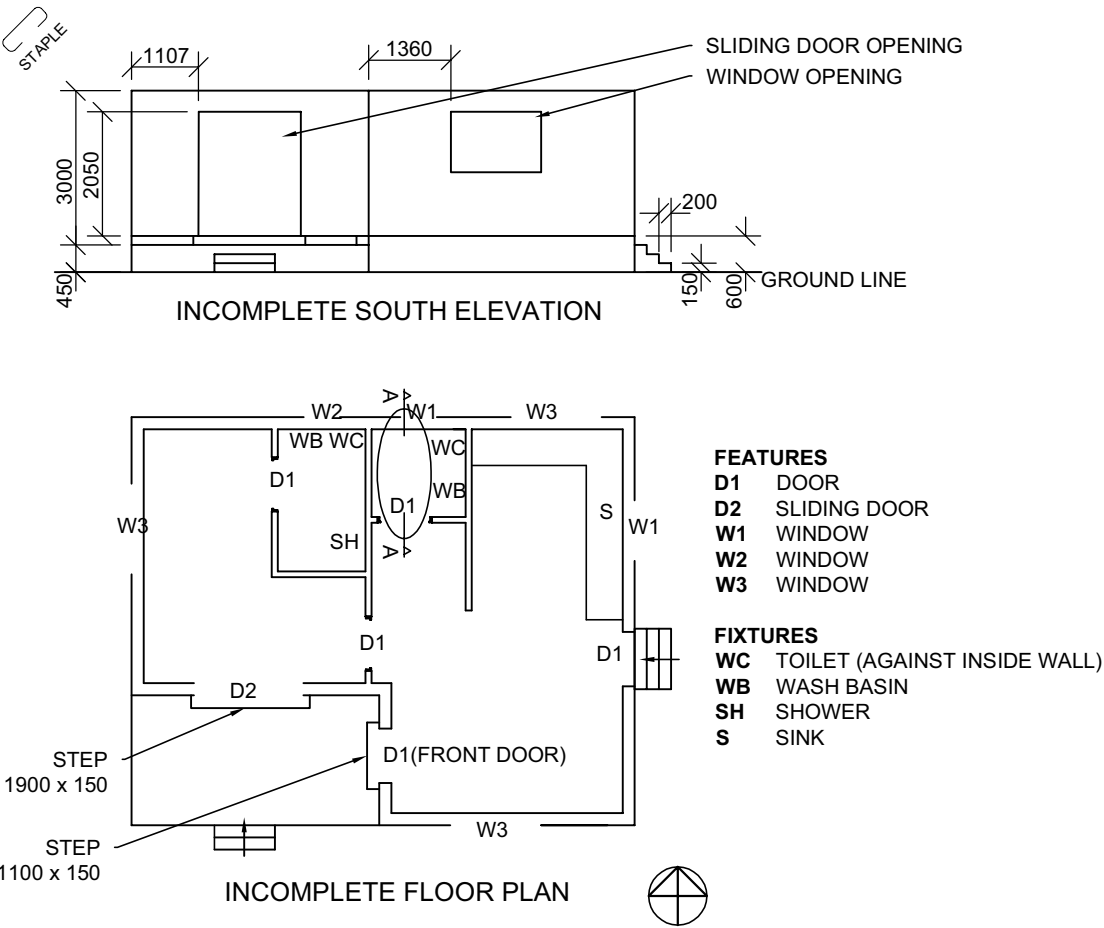 STAPLE
1107
1360
SLIDING DOOR OPENING
WINDOW OPENING
3000
2050
200
450
150
600
GROUND LINE
INCOMPLETE SOUTH ELEVATION
A
W2
W1
W3
WB WC
WC
D1
WB
D1
W3
S
W1
SH
A
D1
D1
D2
STEP
1900 x 150
D1(FRONT DOOR)
STEP
1100 x 150
W3
INCOMPLETE FLOOR PLAN
FEATURES
D1 DOOR
D2 SLIDING DOOR
W1 WINDOW
W2 WINDOW
W3 WINDOW
FIXTURES
WC TOILET (AGAINST INSIDE WALL)
WB WASH BASIN
SH SHOWER
S SINK